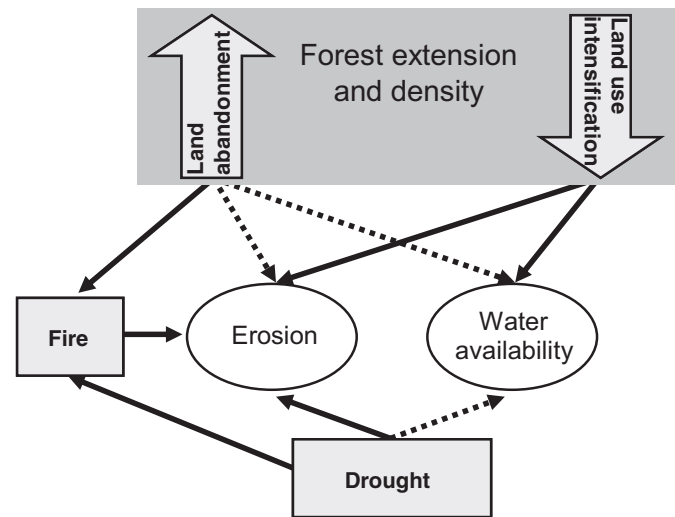 Land
abandonment
Forest extension
and density
Land use
intensification
Fire
Erosion
Water
availability
Drought